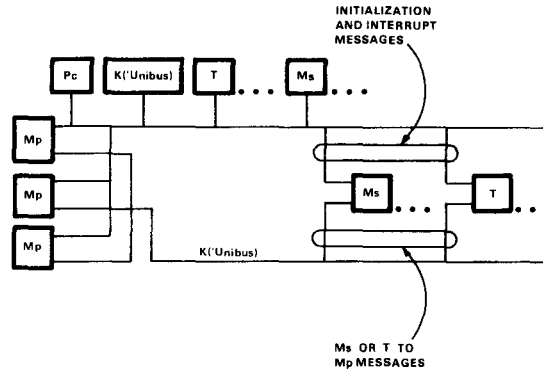 INITIALIZATION
AND INTERRUPT
MESSAGES
Pc
K('Unibus)
T
Ms
Mp
Mp
Ms
T
Mp
K('Unibus)
Ms OR T TO
Mp MESSAGES